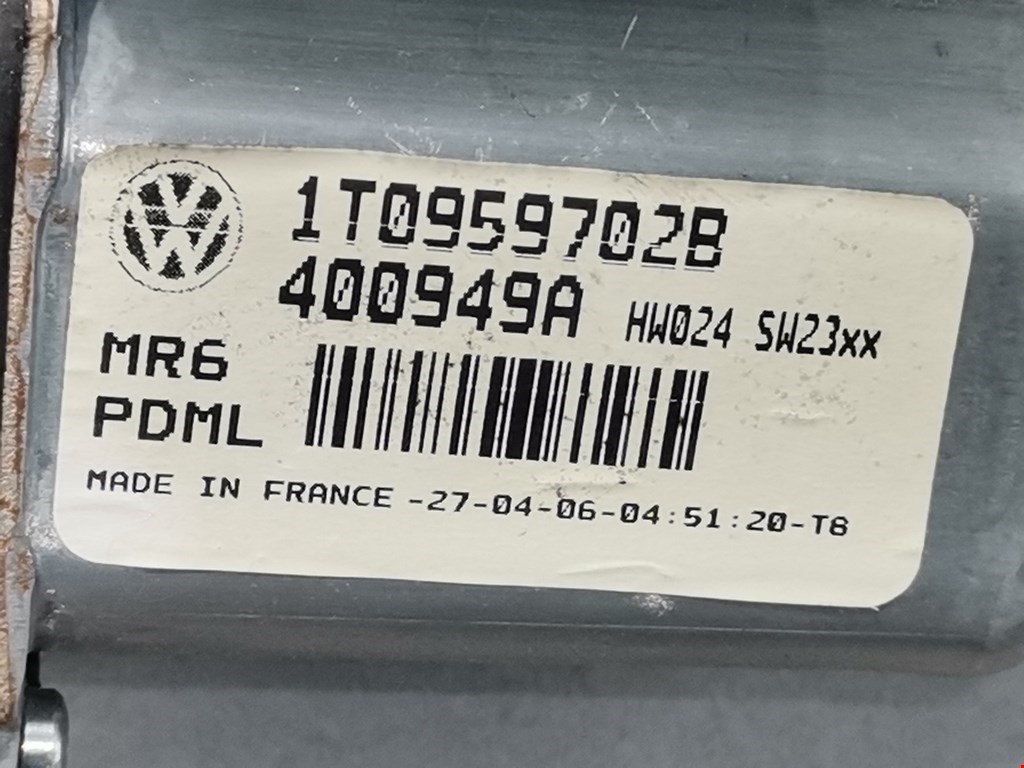 1T0959702B
400949A HW024 SW23xx
MR6
PDML
MADE IN FRANCE -27-04-06-04:51:20-T8